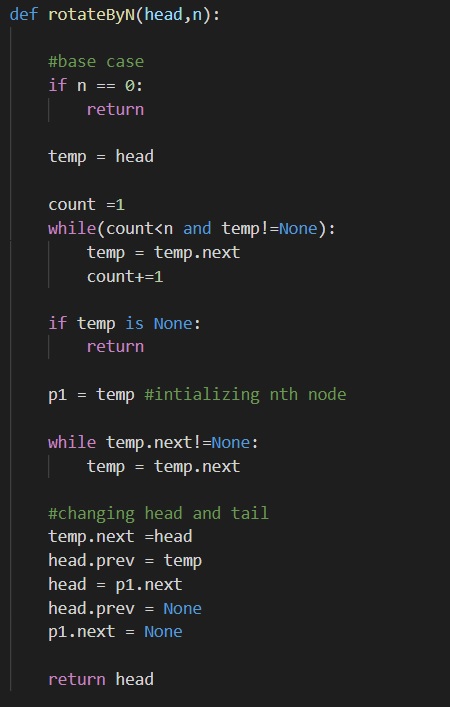 def rotateByN(head,n):
#base case
if n == 0:
return
temp = head
count =1
while(count<n and temp!=None):
temp = temp.next
count+=1
if temp is None:
return
p1 = temp #intializing nth node
while temp.next!=None:
temp = temp.next
#changing head and tail
temp.next =head
head.prev = temp
head = p1.next
head.prev = None
p1.next = None
return head